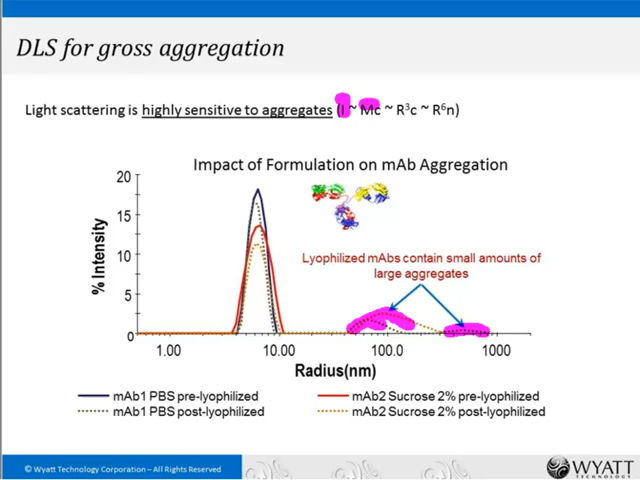 DLS for gross aggregation
Light scattering is highly sensitive to aggregates (I ~ Mc ~ R³c ~ R⁶n)
Impact of Formulation on mAb Aggregation
20
15
10
5
0
% Intensity
Lyophilized mAbs contain small amounts of
large aggregates
1.00 10.00 100.0 1000
Radius(nm)
mAb1 PBS pre-lyophilized mAb2 Sucrose 2% pre-lyophilized
mAb1 PBS post-lyophilized mAb2 Sucrose 2% post-lyophilized
© Wyatt Technology Corporation – All Rights Reserved
WYATT
TECHNOLOGY